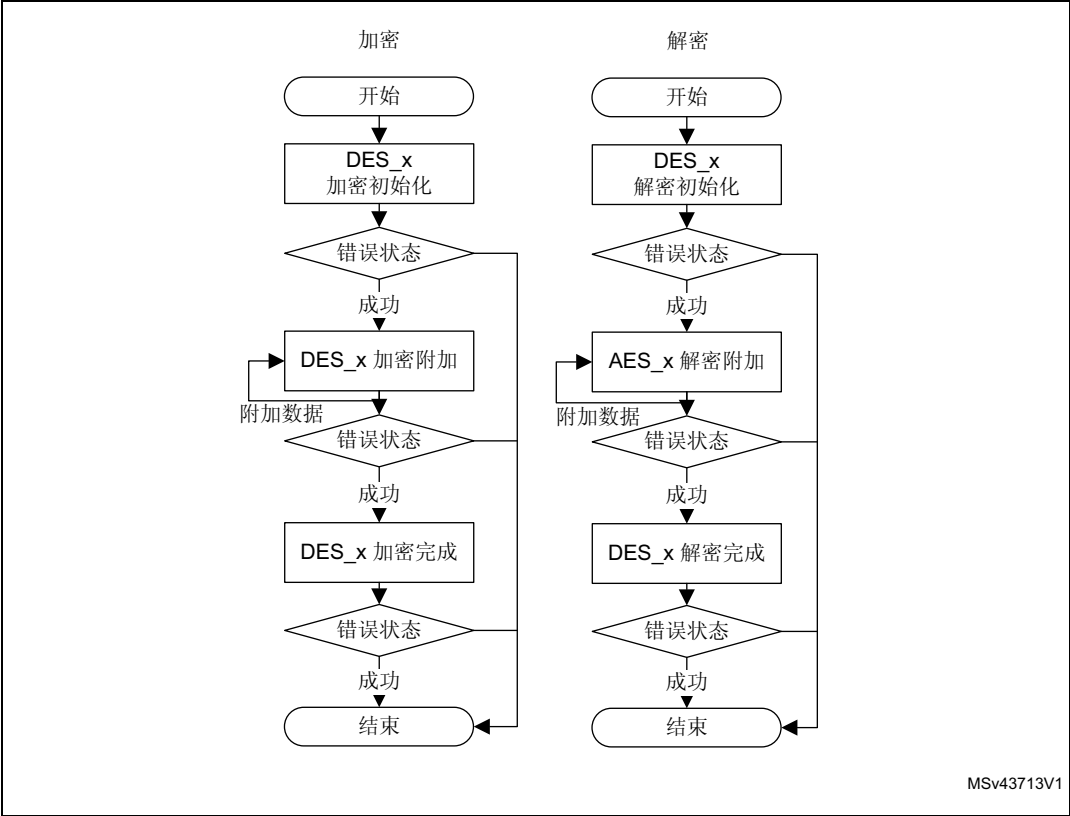 加密
开始
DES_x
加密初始化
错误状态
成功
DES_x 加密附加
附加数据
错误状态
成功
DES_x 加密完成
错误状态
成功
结束
解密
开始
DES_x
解密初始化
错误状态
成功
AES_x 解密附加
附加数据
错误状态
成功
DES_x 解密完成
错误状态
成功
结束
MSv43713V1